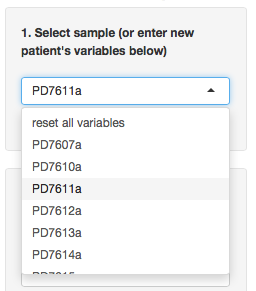 1. Select sample (or enter new
patient's variables below)
PD7611a
reset all variables
PD7607a
PD7610a
PD7611a
PD7612a
PD7613a
PD7614a